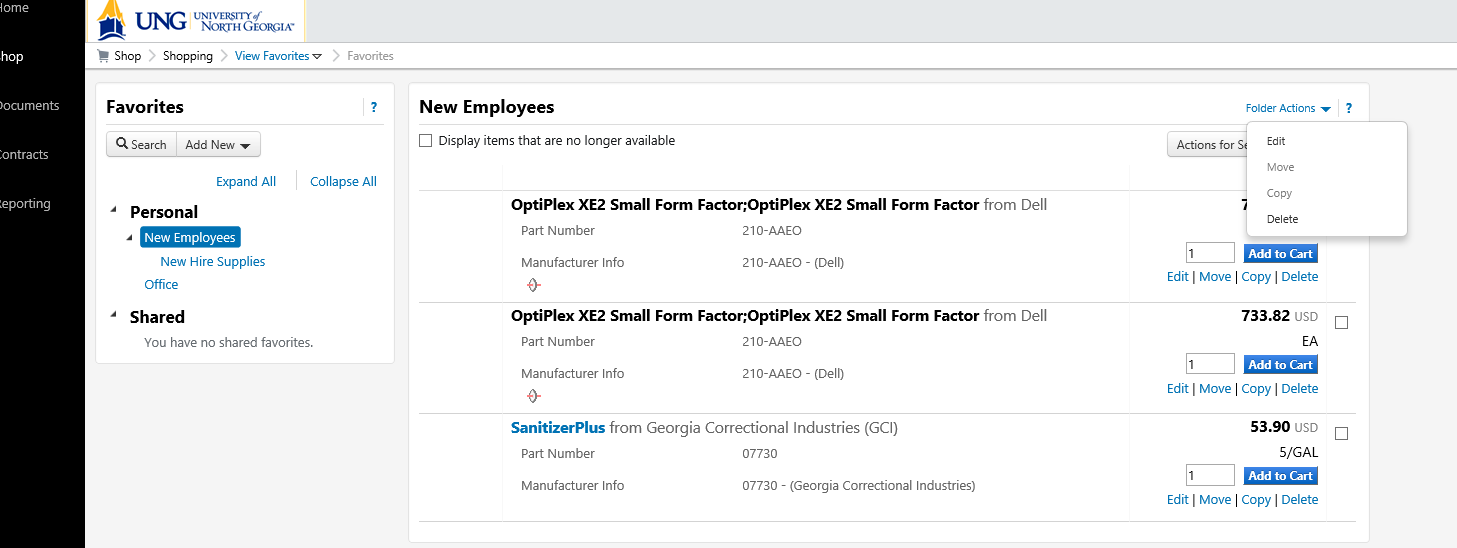 Home
Shop
Documents
Contracts
Reporting
UNG UNIVERSITY of NORTH GEORGIA™
Shop Shopping View Favorites Favorites
Favorites ?
Search Add New
Expand All Collapse All
Personal
New Employees
New Hire Supplies
Office
Shared
You have no shared favorites.
New Employees Folder Actions ?
Display items that are no longer available Actions for Se
Edit
Move
Copy
Delete
OptiPlex XE2 Small Form Factor;OptiPlex XE2 Small Form Factor from Dell 7
Part Number 210-AAEO
Manufacturer Info 210-AAEO - (Dell)
1 Add to Cart
Edit | Move | Copy | Delete
OptiPlex XE2 Small Form Factor;OptiPlex XE2 Small Form Factor from Dell 733.82 USD
Part Number 210-AAEO EA
Manufacturer Info 210-AAEO - (Dell) 1 Add to Cart
Edit | Move | Copy | Delete
SanitizerPlus from Georgia Correctional Industries (GCI) 53.90 USD
Part Number 07730 5/GAL
Manufacturer Info 07730 - (Georgia Correctional Industries) 1 Add to Cart
Edit | Move | Copy | Delete